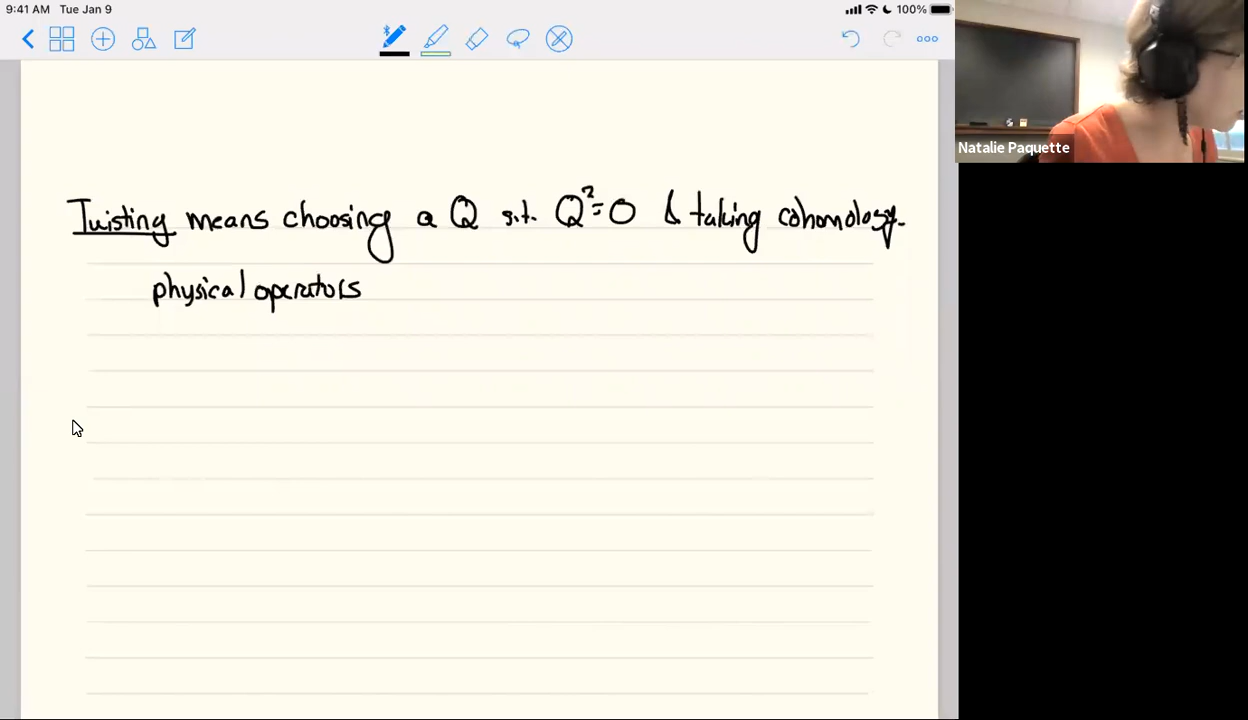 9:41 AM Tue Jan 9
100%
Natalie Paquette
Twisting means choosing a Q s.t. Q²=0 & taking cohomology.
physical operators